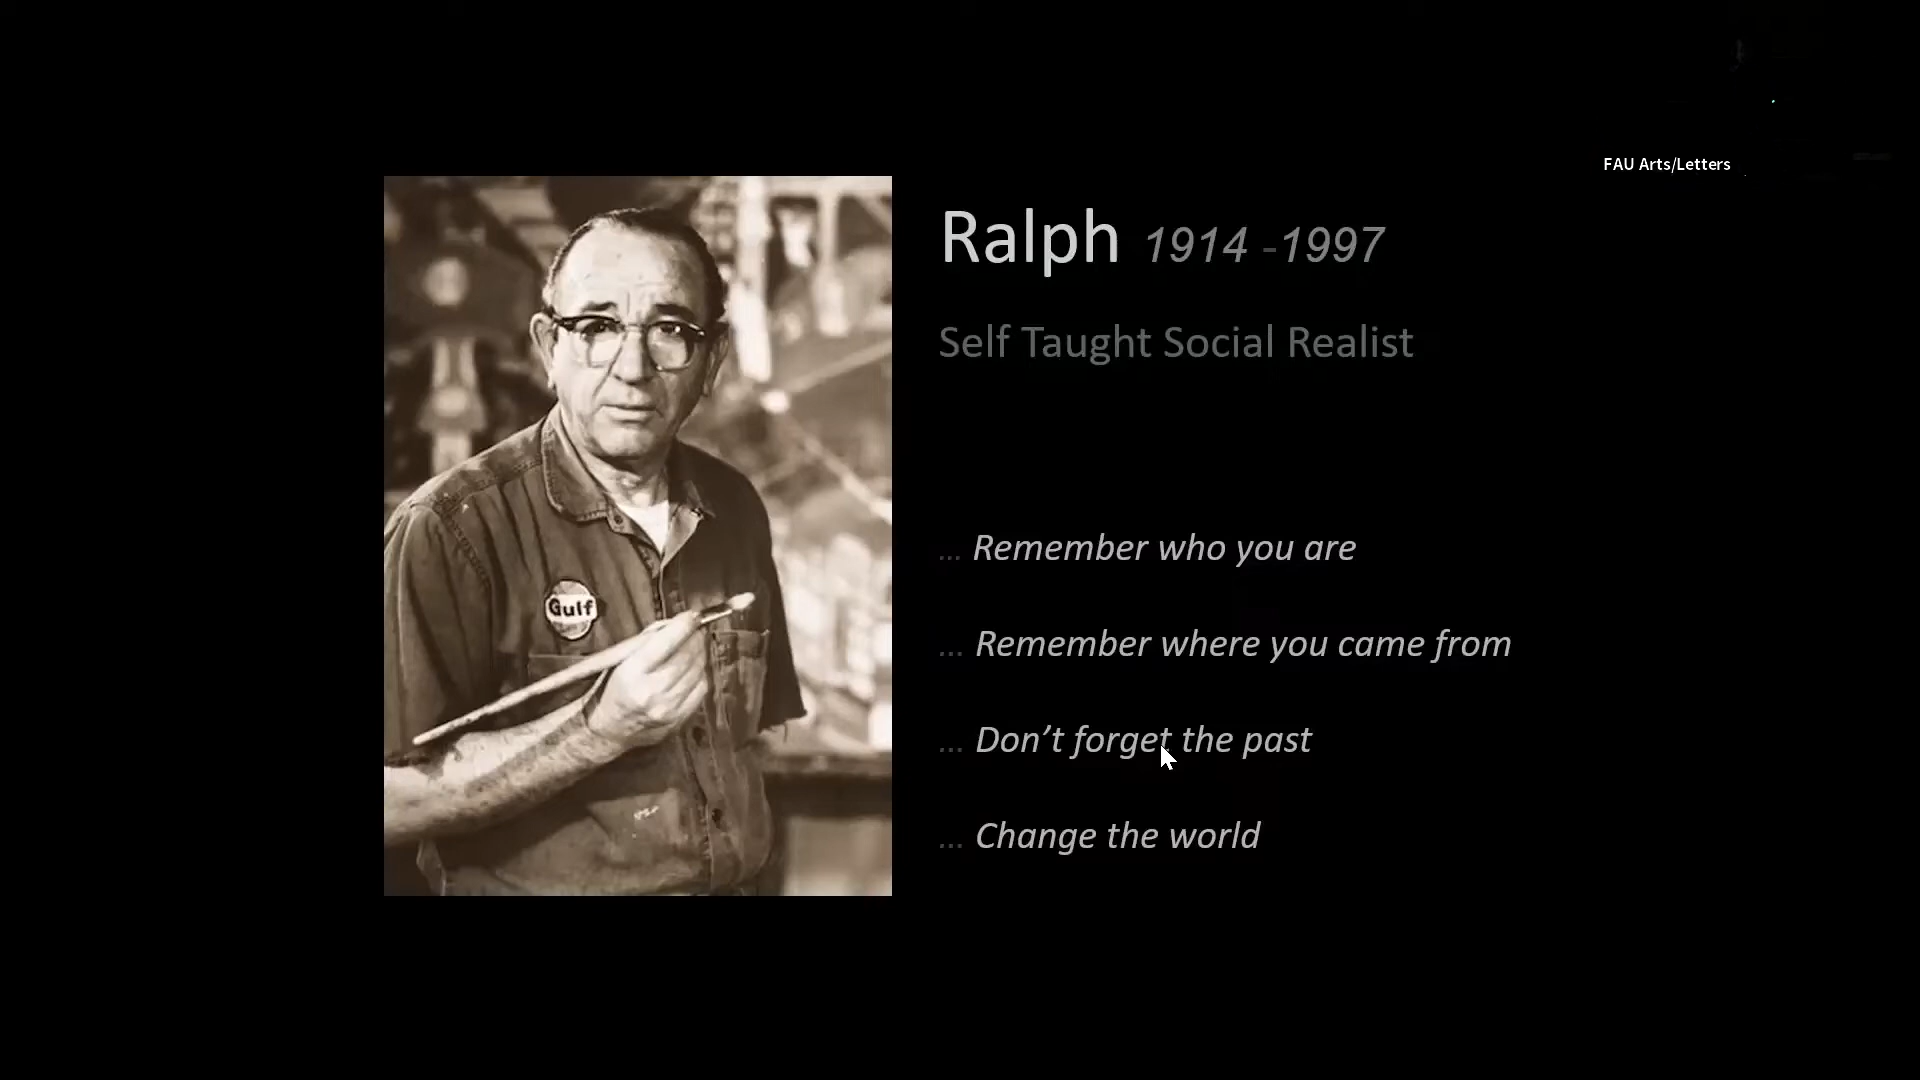 FAU Arts/Letters
Ralph 1914 -1997
Self Taught Social Realist
Gulf
... Remember who you are
... Remember where you came from
... Don’t forget the past
... Change the world